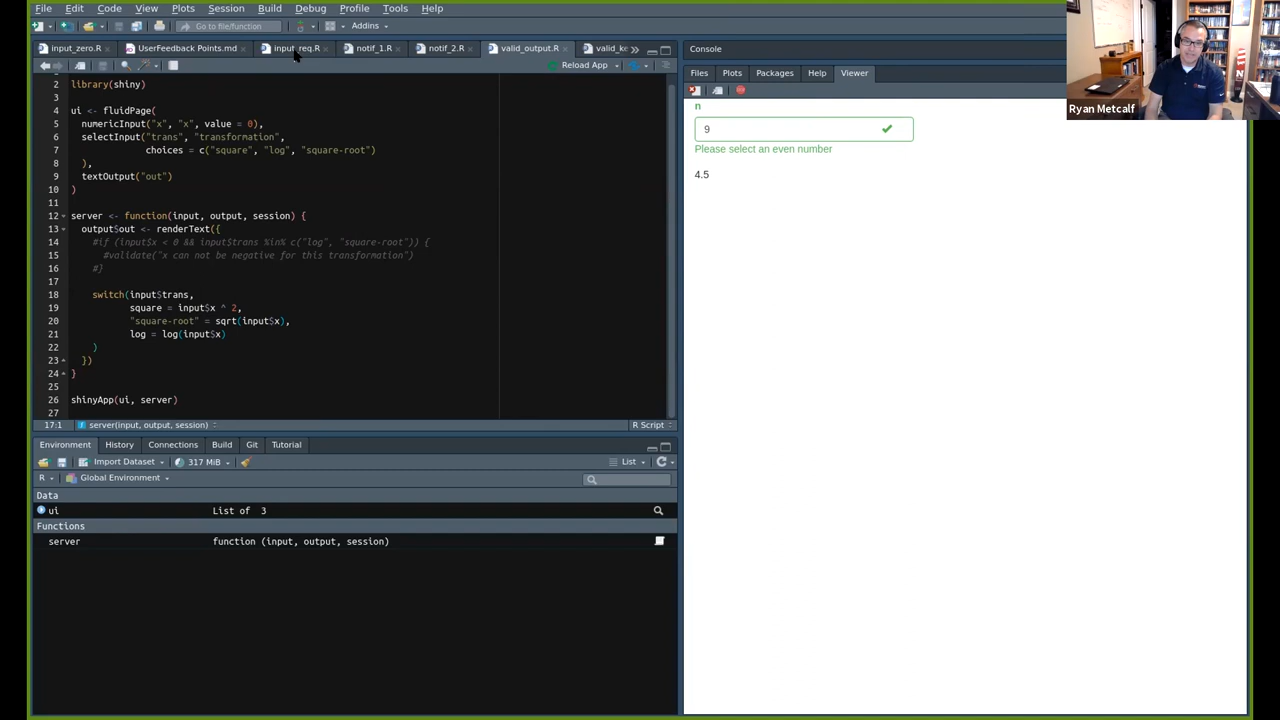 File Edit Code View Plots Session Build Debug Profile Tools Help
Go to file/function Addins
input_zero.R UserFeedback Points.md input_req.R notif_1.R notif_2.R valid_output.R valid_ke
Reload App
2 library(shiny)
3
4 ui <- fluidPage(
5 numericInput("x", "x", value = 0),
6 selectInput("trans", "transformation",
7 choices = c("square", "log", "square-root")
8 ),
9 textOutput("out")
10 )
11
12 server <- function(input, output, session) {
13 output$out <- renderText({
14 #if (input$x < 0 && input$trans %in% c("log", "square-root")) {
15 #validate("x can not be negative for this transformation")
16 #}
17
18 switch(input$trans,
19 square = input$x ^ 2,
20 "square-root" = sqrt(input$x),
21 log = log(input$x)
22 )
23 })
24 }
25
26 shinyApp(ui, server)
27
17:1 server(input, output, session) R Script
Environment History Connections Build Git Tutorial
Import Dataset 317 MiB List
R Global Environment
Data
ui List of 3
Functions
server function (input, output, session)
Console
Files Plots Packages Help Viewer
n
9
Please select an even number
4.5
Ryan Metcalf